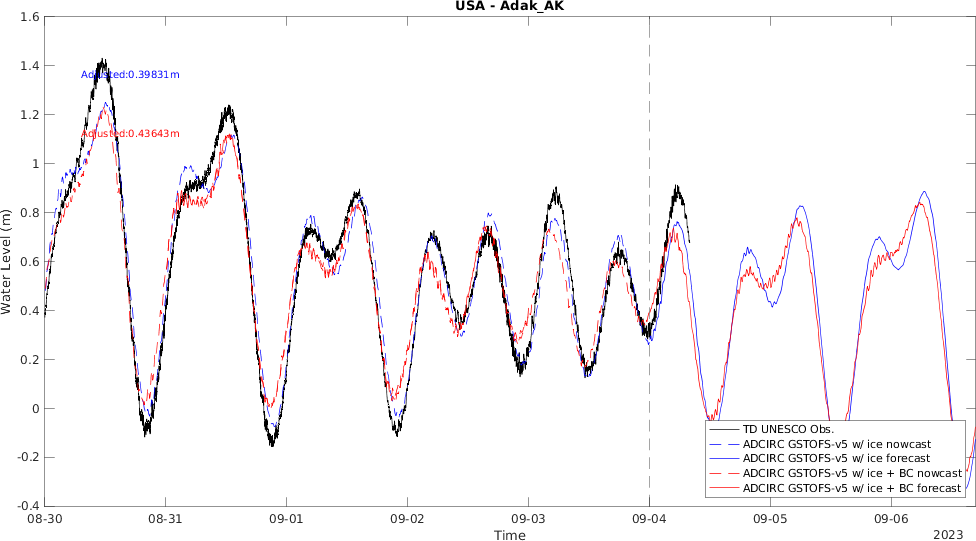 USA - Adak_AK
1.6
1.4
1.2
1
0.8
0.6
0.4
0.2
0
-0.2
-0.4
Water Level (m)
Adjusted:0.39831m
Adjusted:0.43643m
TD UNESCO Obs.
ADCIRC GSTOFS-v5 w/ ice nowcast
ADCIRC GSTOFS-v5 w/ ice forecast
ADCIRC GSTOFS-v5 w/ ice + BC nowcast
ADCIRC GSTOFS-v5 w/ ice + BC forecast
08-30 08-31 09-01 09-02 09-03 09-04 09-05 09-06
Time
2023